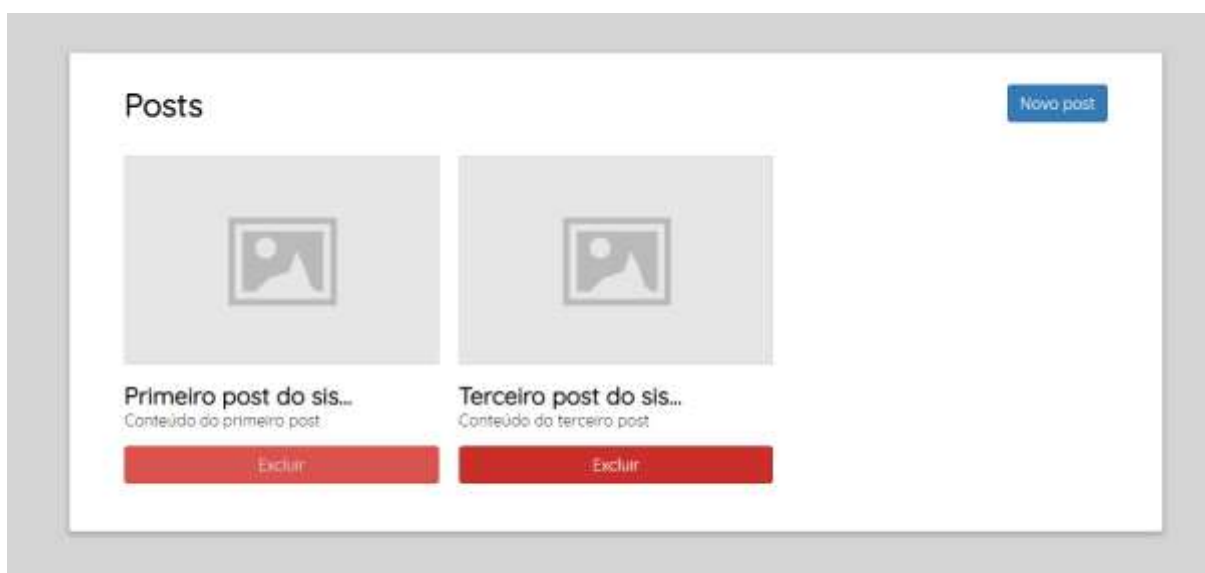 Posts
Novo post
Primeiro post do sis...
Terceiro post do sis...
Conteúdo do primeiro post
Conteúdo do terceiro post
Excluir
Excluir